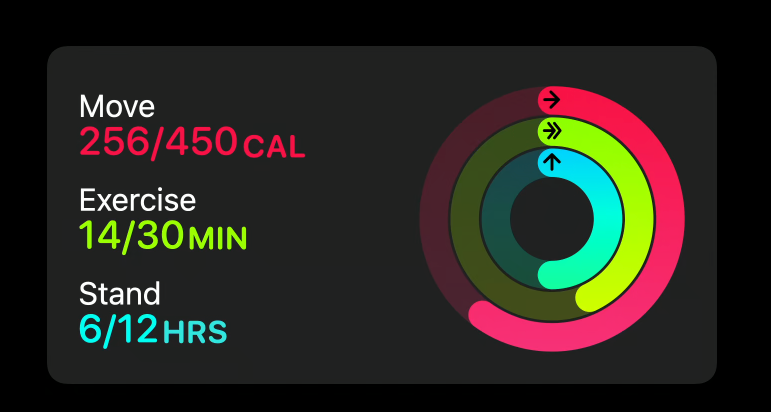 Move
256/450CAL
Exercise
14/30MIN
Stand
6/12HRS